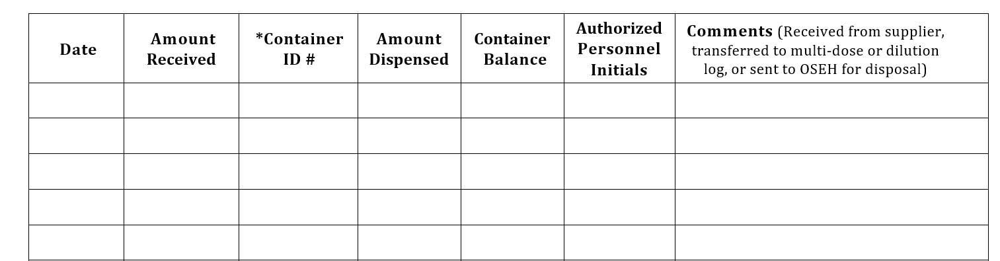 Date
Amount
Received
*Container
ID #
Amount
Dispensed
Container
Balance
Authorized
Personnel
Initials
Comments (Received from supplier,
transferred to multi-dose or dilution
log, or sent to OSEH for disposal)